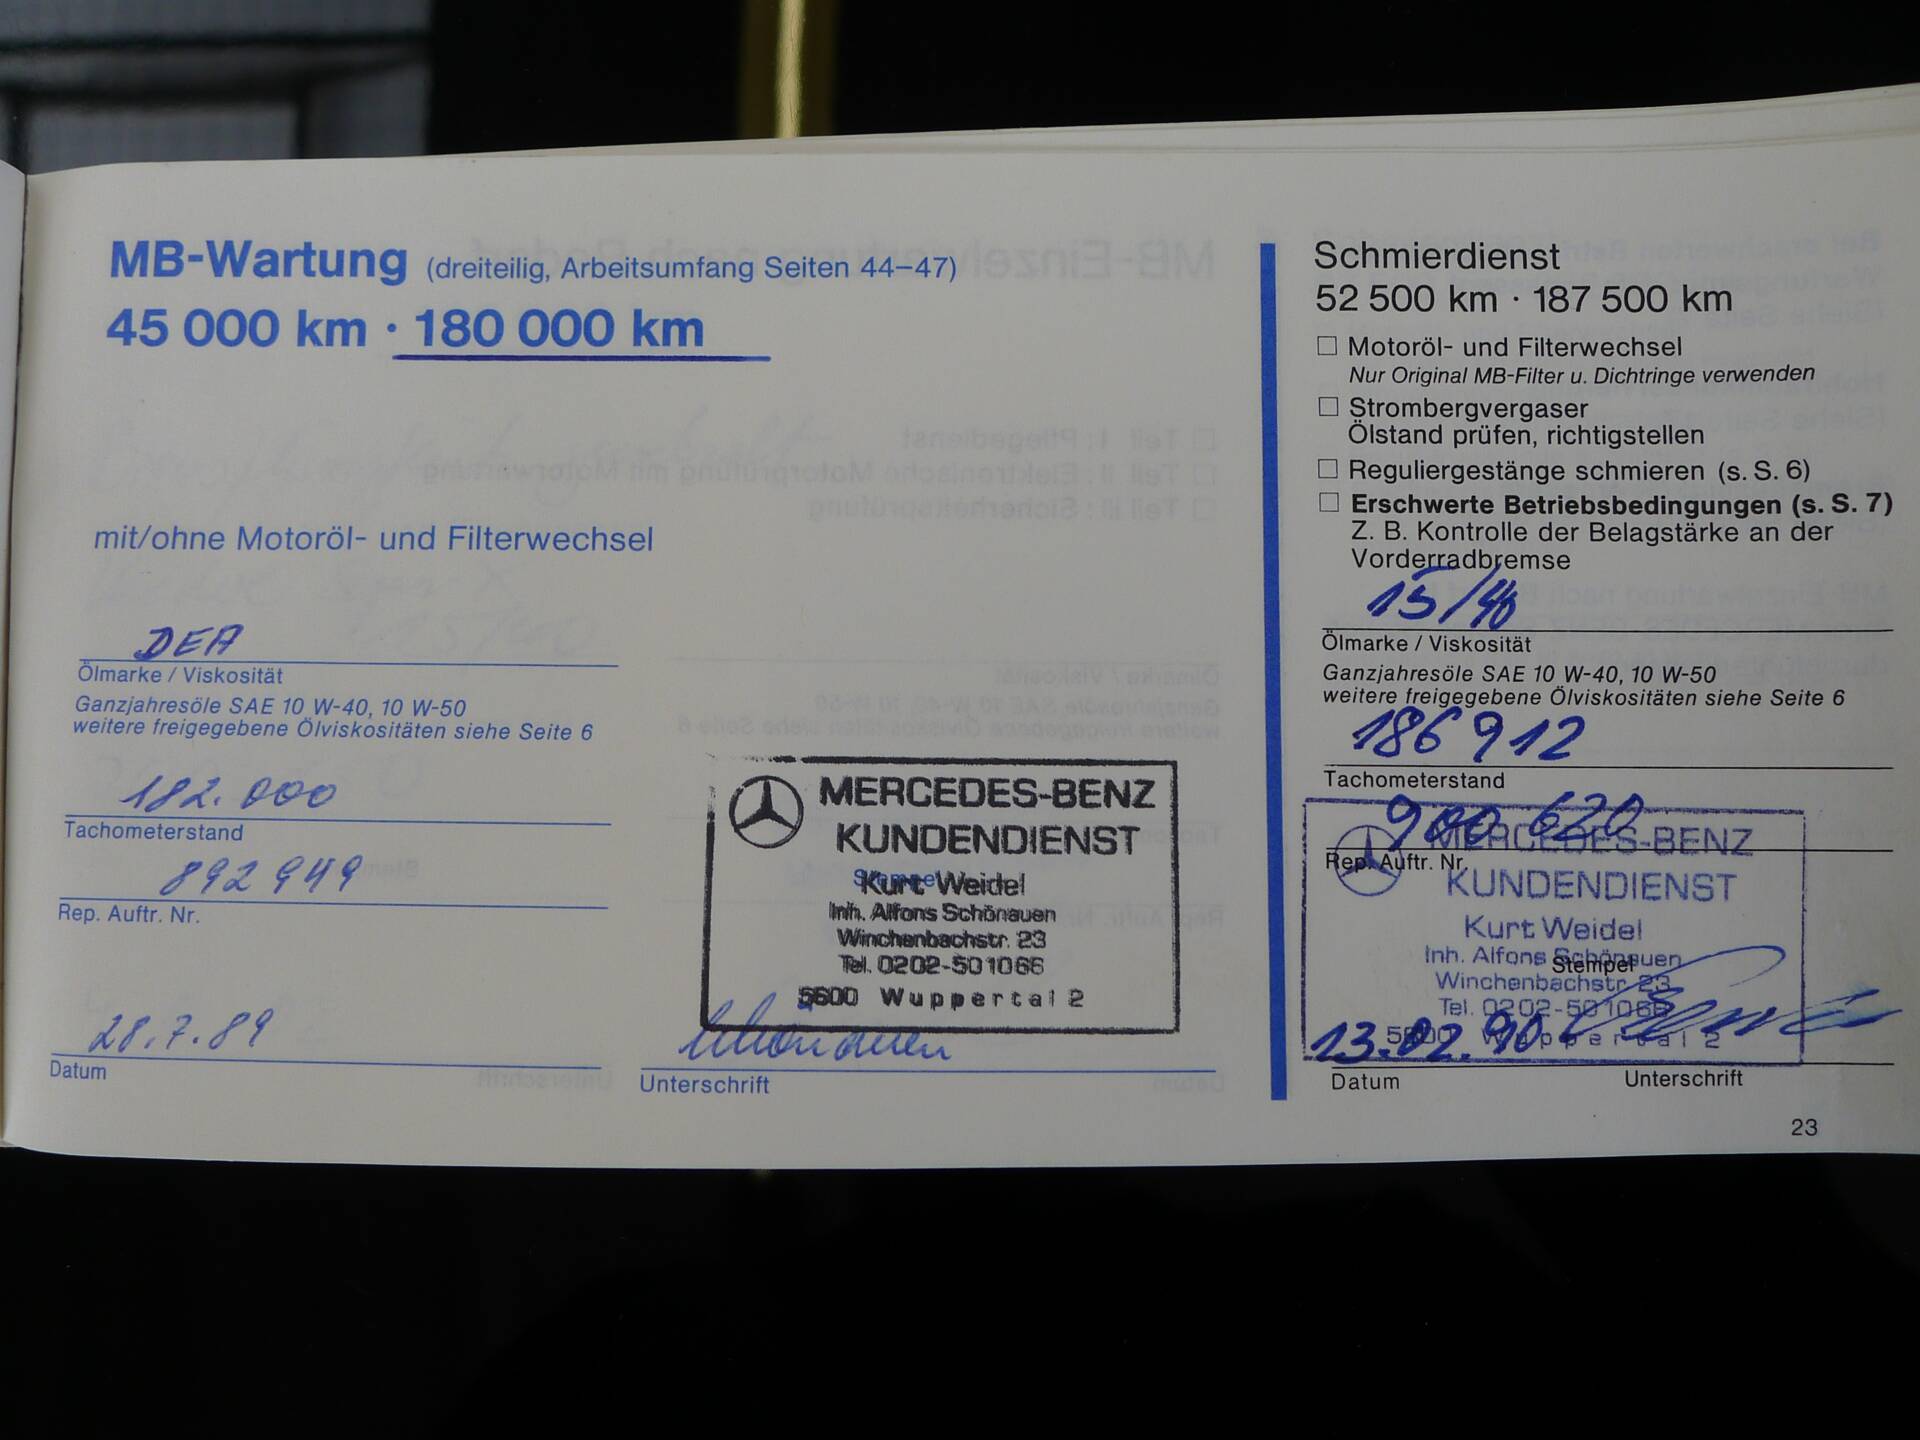 MB-Wartung (dreiteilig, Arbeitsumfang Seiten 44–47)
45 000 km · 180 000 km
mit/ohne Motoröl- und Filterwechsel
DEA
Ölmarke / Viskosität
Ganzjahresöle SAE 10 W-40, 10 W-50
weitere freigegebene Ölviskositäten siehe Seite 6
182.000
Tachometerstand
892949
Rep. Auftr. Nr.
28.7.89
Datum
MERCEDES-BENZ
KUNDENDIENST
Stempel
Kurt Weidel
Inh. Alfons Schönauen
Winchenbachstr. 23
Tel. 0202-501066
5600 Wuppertal 2
Schönauen
Unterschrift
Schmierdienst
52 500 km · 187 500 km
Motoröl- und Filterwechsel
Nur Original MB-Filter u. Dichtringe verwenden
Strombergvergaser
Ölstand prüfen, richtigstellen
Reguliergestänge schmieren (s. S. 6)
Erschwerte Betriebsbedingungen (s. S. 7)
Z. B. Kontrolle der Belagstärke an der
Vorderradbremse
15/40
Ölmarke / Viskosität
Ganzjahresöle SAE 10 W-40, 10 W-50
weitere freigegebene Ölviskositäten siehe Seite 6
186912
Tachometerstand
900 620
Rep. Auftr. Nr.
MERCEDES-BENZ
KUNDENDIENST
Kurt Weidel
Inh. Alfons Schönauen
Stempel
Winchenbachstr. 23
Tel. 0202-501066
5600 Wuppertal 2
13.02.90
Datum Unterschrift
23